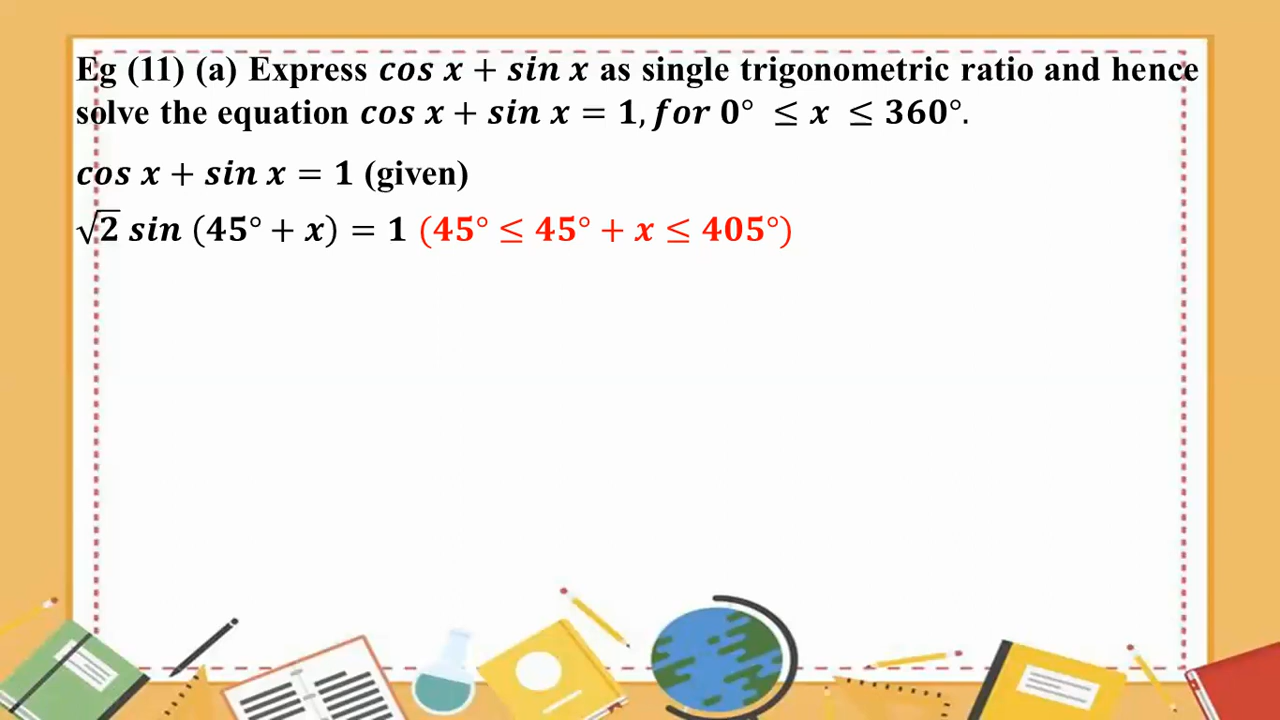 Eg (11) (a) Express cos x + sin x as single trigonometric ratio and hence
solve the equation cos x + sin x = 1, for 0° ≤ x ≤ 360°.
cos x + sin x = 1 (given)
√2 sin (45° + x) = 1 (45° ≤ 45° + x ≤ 405°)